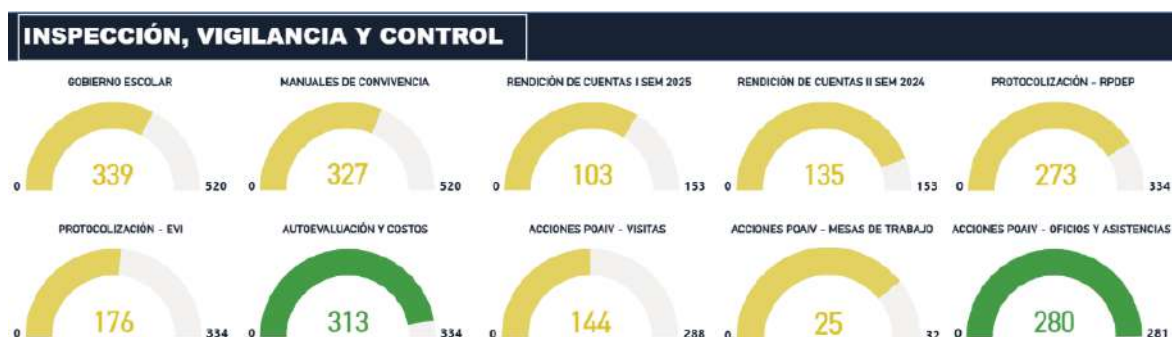 INSPECCIÓN, VIGILANCIA Y CONTROL
GOBIERNO ESCOLAR MANUALES DE CONVIVENCIA RENDICIÓN DE CUENTAS I SEM 2025 RENDICIÓN DE CUENTAS II SEM 2024 PROTOCOLIZACIÓN - RPDEP
339 327 103 135 273
0 520 0 520 0 153 0 153 0 334
PROTOCOLIZACIÓN - EVI AUTOEVALUACIÓN Y COSTOS ACCIONES POAIV - VISITAS ACCIONES POAIV - MESAS DE TRABAJO ACCIONES POAIV - OFICIOS Y ASISTENCIAS
176 313 144 25 280
0 334 0 334 0 288 0 32 0 281